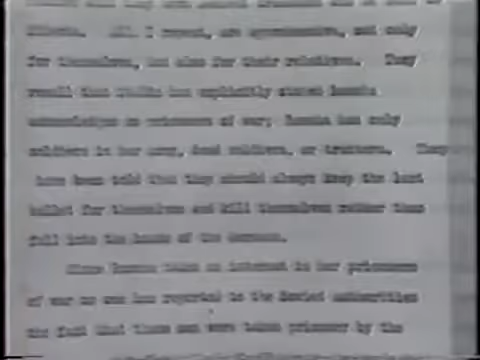 All I repeat, are apprehensive, not only
for themselves, but also for their relatives. They
recall that Stalin has explicitly stated Russia
acknowledges no prisoners of war; Russia has only
soldiers in her army, dead soldiers, or traitors. They
have been told that they should always keep the last
bullet for themselves and kill themselves rather than
fall into the hands of the Germans.
Since Russia takes no interest in her prisoners
of war no one has reported to the Soviet authorities
the fact that these men were taken prisoner by the